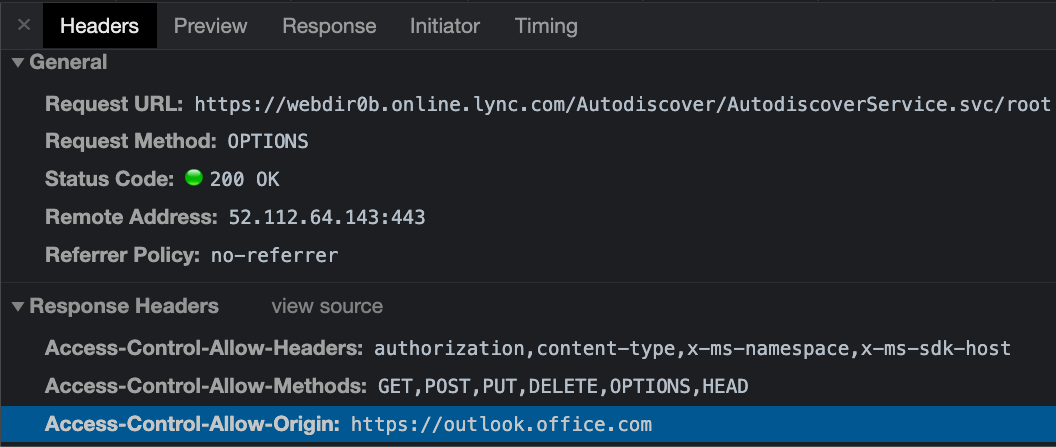 × Headers Preview Response Initiator Timing
▼ General
Request URL: https://webdir0b.online.lync.com/Autodiscover/AutodiscoverService.svc/root
Request Method: OPTIONS
Status Code: 200 OK
Remote Address: 52.112.64.143:443
Referrer Policy: no-referrer
▼ Response Headers view source
Access-Control-Allow-Headers: authorization,content-type,x-ms-namespace,x-ms-sdk-host
Access-Control-Allow-Methods: GET,POST,PUT,DELETE,OPTIONS,HEAD
Access-Control-Allow-Origin: https://outlook.office.com